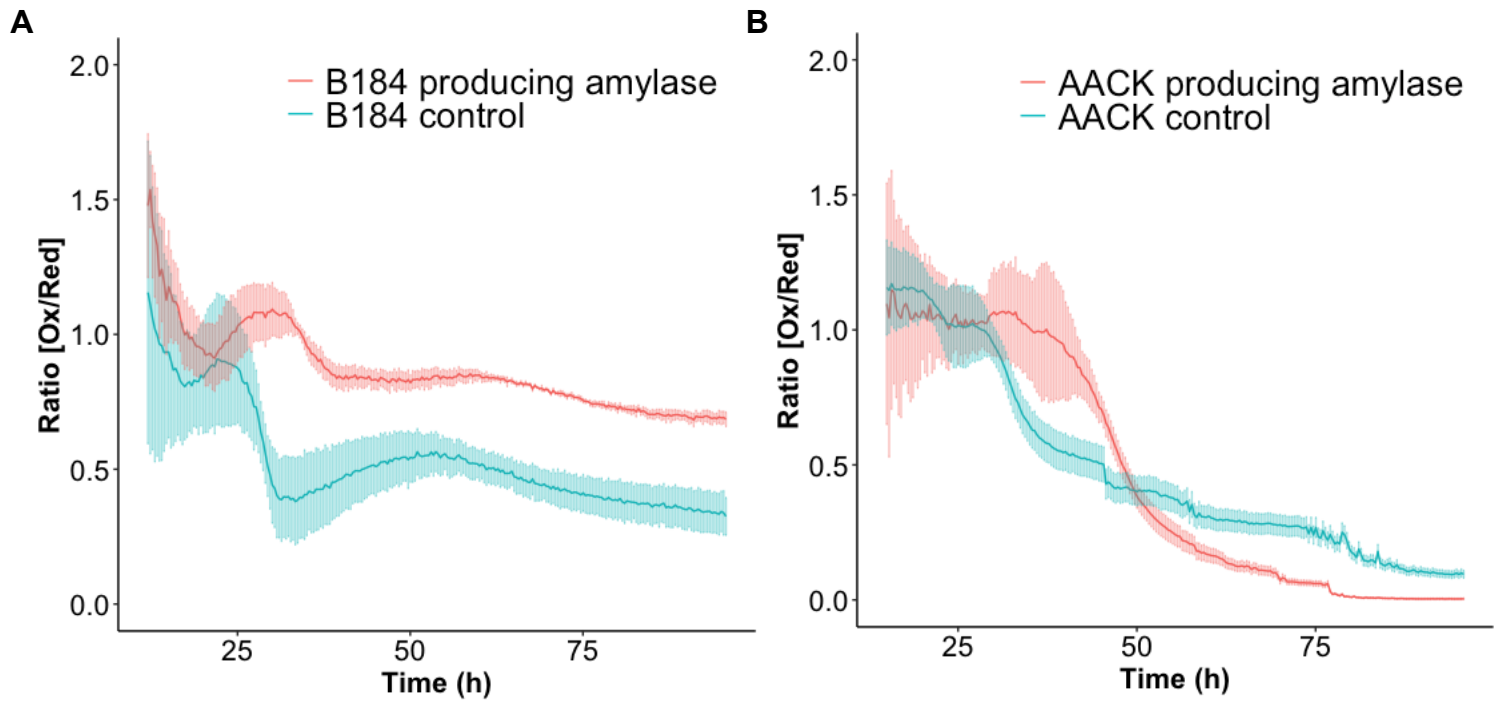 A
2.0
1.5
1.0
0.5
0.0
Ratio [Ox/Red]
B184 producing amylase
B184 control
25
50
75
Time (h)
B
2.0
1.5
1.0
0.5
0.0
Ratio [Ox/Red]
AACK producing amylase
AACK control
25
50
75
Time (h)